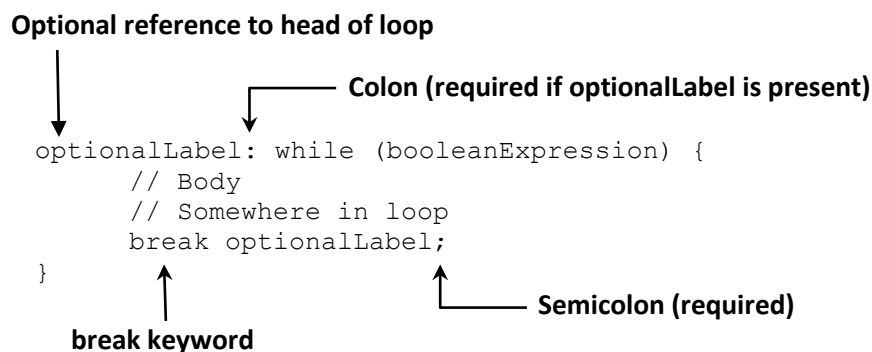 Optional reference to head of loop
Colon (required if optionalLabel is present)
optionalLabel: while (booleanExpression) {
// Body
// Somewhere in loop
break optionalLabel;
}
Semicolon (required)
break keyword